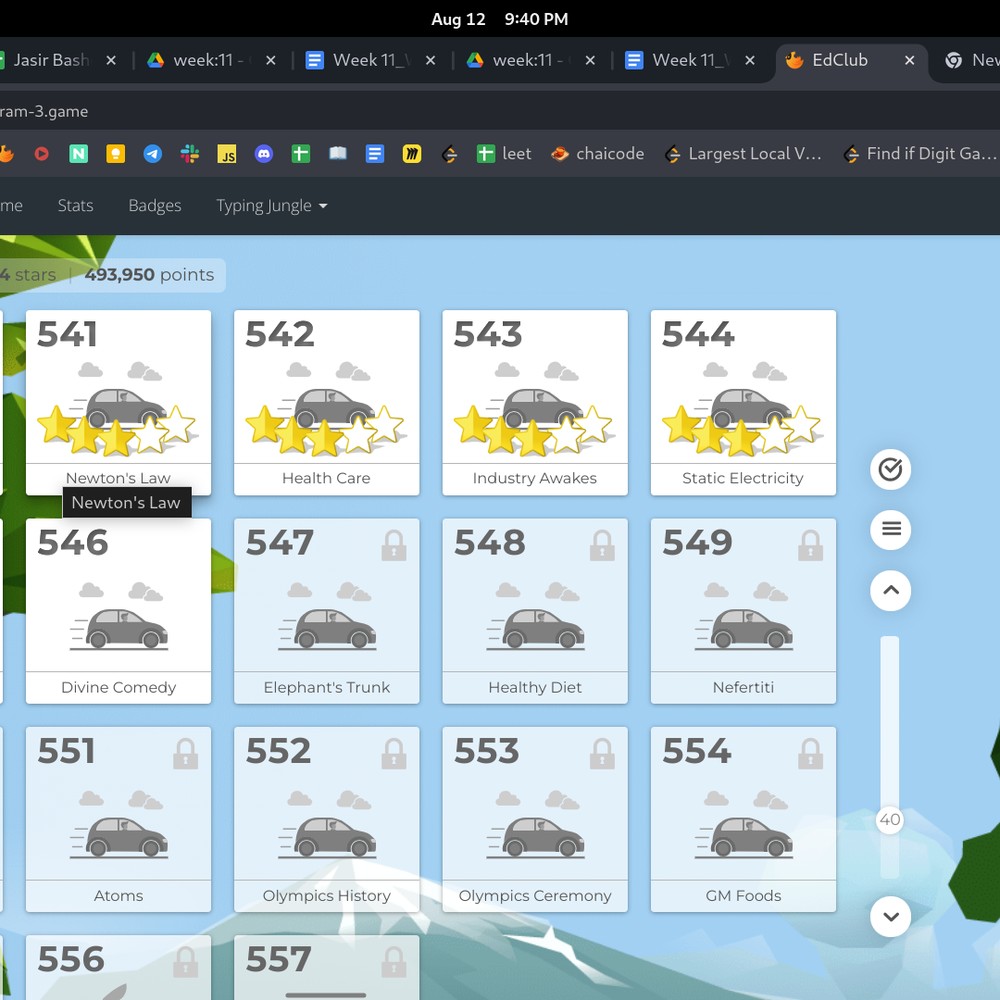 Aug 12 9:40 PM
Jasir Bash
week:11 -
Week 11_
week:11 -
Week 11_
EdClub
New
ram-3.game
JS
leet
chaicode
Largest Local V...
Find if Digit Ga...
me
Stats
Badges
Typing Jungle
4 stars | 493,950 points
541
542
543
544
Newton's Law
Health Care
Industry Awakes
Static Electricity
Newton's Law
546
547
548
549
Divine Comedy
Elephant's Trunk
Healthy Diet
Nefertiti
551
552
553
554
40
Atoms
Olympics History
Olympics Ceremony
GM Foods
556
557